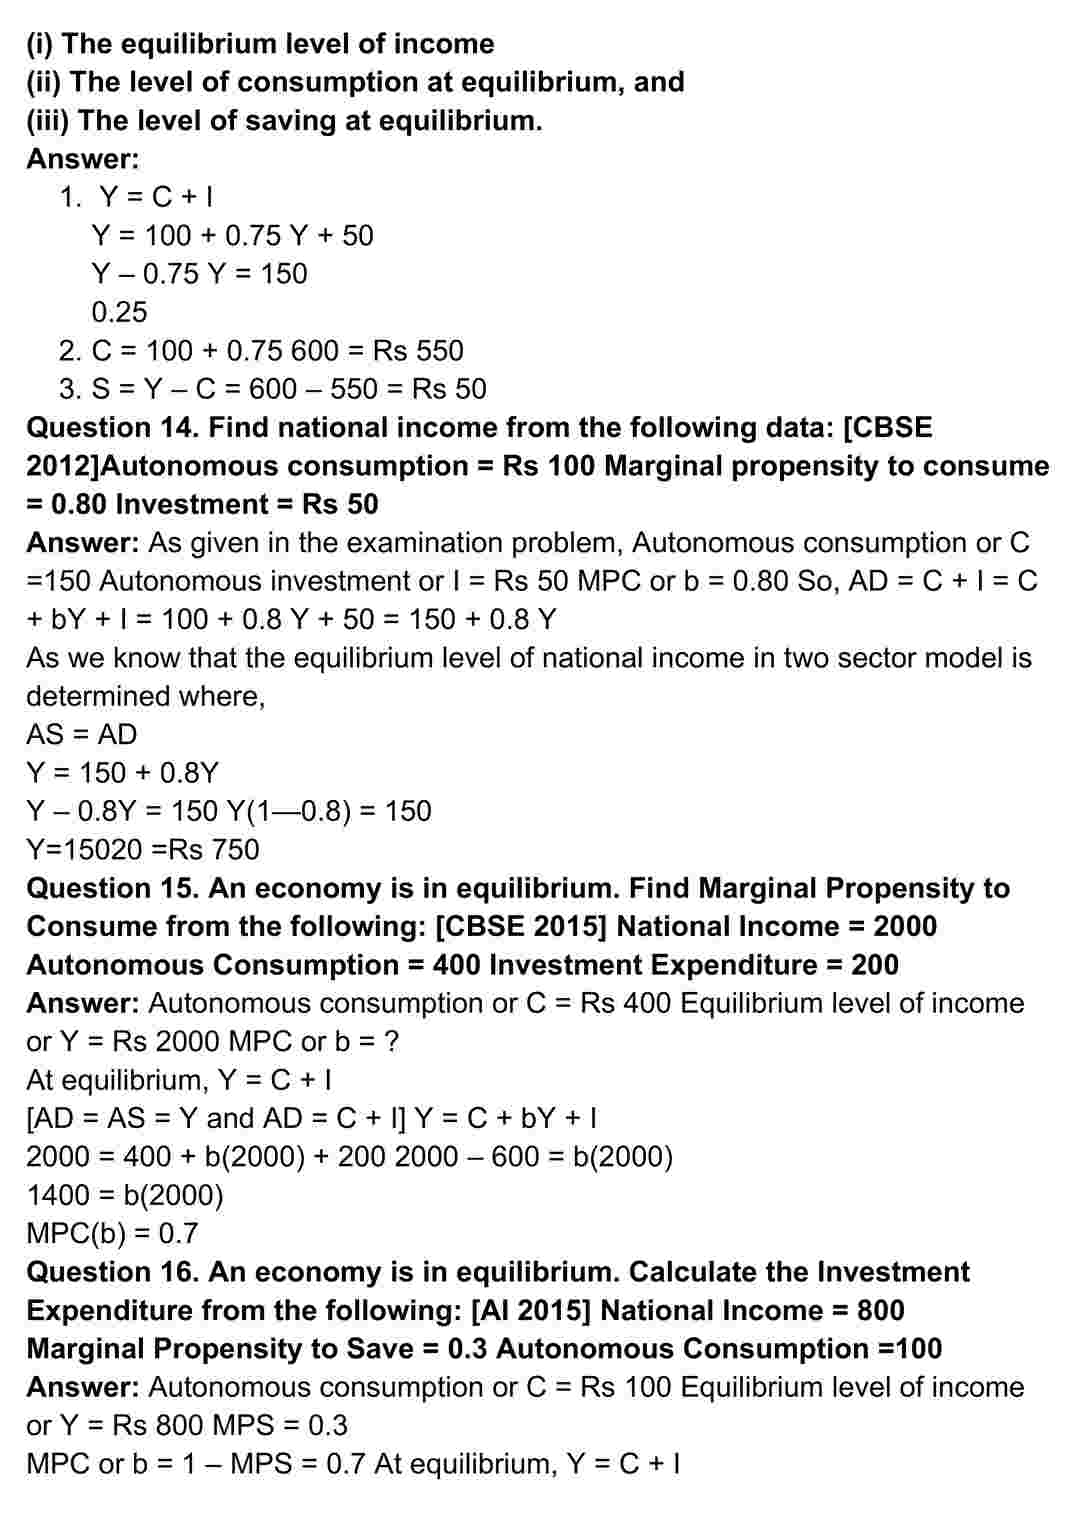 (i) The equilibrium level of income
(ii) The level of consumption at equilibrium, and
(iii) The level of saving at equilibrium.
Answer:
1. Y = C + I
Y = 100 + 0.75 Y + 50
Y – 0.75 Y = 150
0.25
2. C = 100 + 0.75 600 = Rs 550
3. S = Y – C = 600 – 550 = Rs 50
Question 14. Find national income from the following data: [CBSE
2012]Autonomous consumption = Rs 100 Marginal propensity to consume
= 0.80 Investment = Rs 50
Answer: As given in the examination problem, Autonomous consumption or C
=150 Autonomous investment or I = Rs 50 MPC or b = 0.80 So, AD = C + I = C
+ bY + I = 100 + 0.8 Y + 50 = 150 + 0.8 Y
As we know that the equilibrium level of national income in two sector model is
determined where,
AS = AD
Y = 150 + 0.8Y
Y – 0.8Y = 150 Y(1—0.8) = 150
Y=15020 =Rs 750
Question 15. An economy is in equilibrium. Find Marginal Propensity to
Consume from the following: [CBSE 2015] National Income = 2000
Autonomous Consumption = 400 Investment Expenditure = 200
Answer: Autonomous consumption or C = Rs 400 Equilibrium level of income
or Y = Rs 2000 MPC or b = ?
At equilibrium, Y = C + I
[AD = AS = Y and AD = C + I] Y = C + bY + I
2000 = 400 + b(2000) + 200 2000 – 600 = b(2000)
1400 = b(2000)
MPC(b) = 0.7
Question 16. An economy is in equilibrium. Calculate the Investment
Expenditure from the following: [AI 2015] National Income = 800
Marginal Propensity to Save = 0.3 Autonomous Consumption =100
Answer: Autonomous consumption or C = Rs 100 Equilibrium level of income
or Y = Rs 800 MPS = 0.3
MPC or b = 1 – MPS = 0.7 At equilibrium, Y = C + I